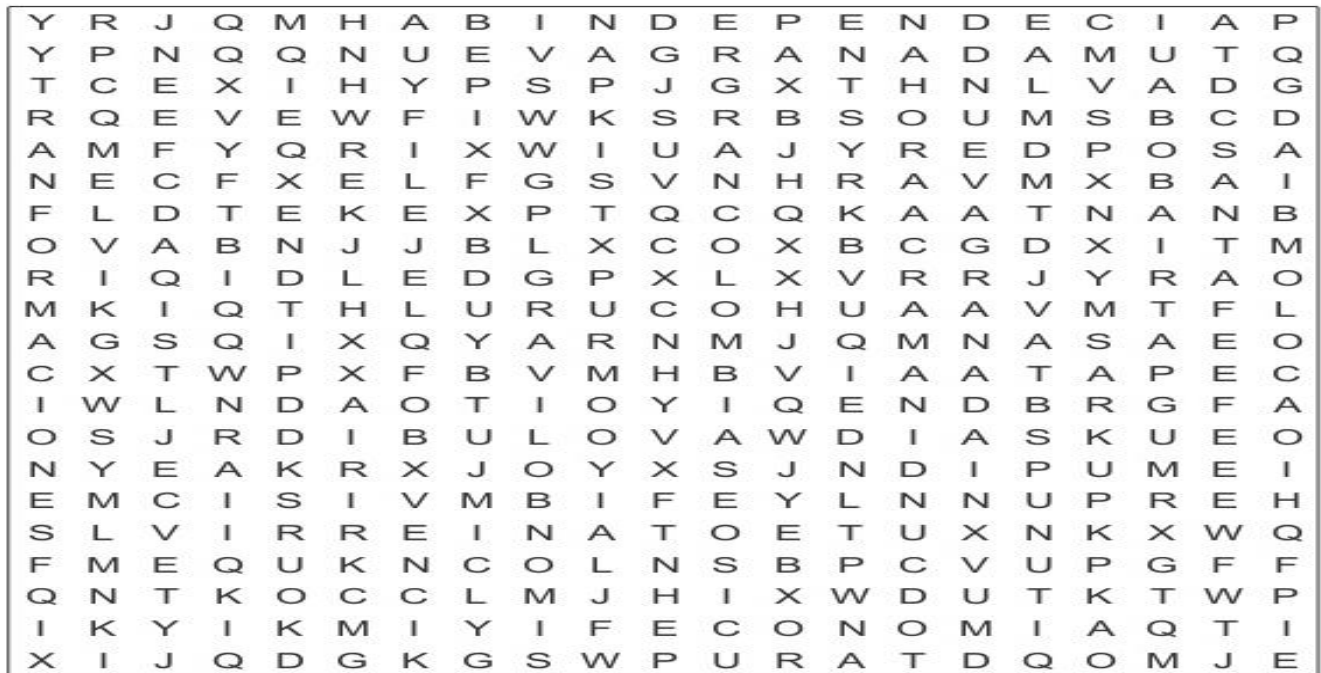 Y R J Q M H A B I N D E P E N D E C I A P
Y P N Q Q N U E V A G R A N A D A M U T Q
T C E X I H Y P S P J G X T H N L V A D G
R Q E V E W F I W K S R B S O U M S B C D
A M F Y Q R I X W I U A J Y R E D P O S A
N E C F X E L F G S V N H R A V M X B A I
F L D T E K E X P T Q C Q K A A T N A N B
O V A B N J J B L X C O X B C G D X I T M
R I Q I D L E D G P X L X V R R J Y R A O
M K I Q T H L U R U C O H U A A V M T F L
A G S Q I X Q Y A R N M J Q M N A S A E O
C X T W P X F B V M H B V I A A T A P E C
I W L N D A O T I O Y I Q E N D B R G F A
O S J R D I B U L O V A W D I A S K U E O
N Y E A K R X J O Y X S J N D I P U M E I
E M C I S I V M B I F E Y L N N U P R E H
S L V I R R E I N A T O E T U X N K X W Q
F M E Q U K N C O L N S B P C V U P G F F
Q N T K O C C L M J H I X W D U T K T W P
I K Y I K M I Y I F E C O N O M I A Q T I
X I J Q D G K G S W P U R A T D Q O M J E